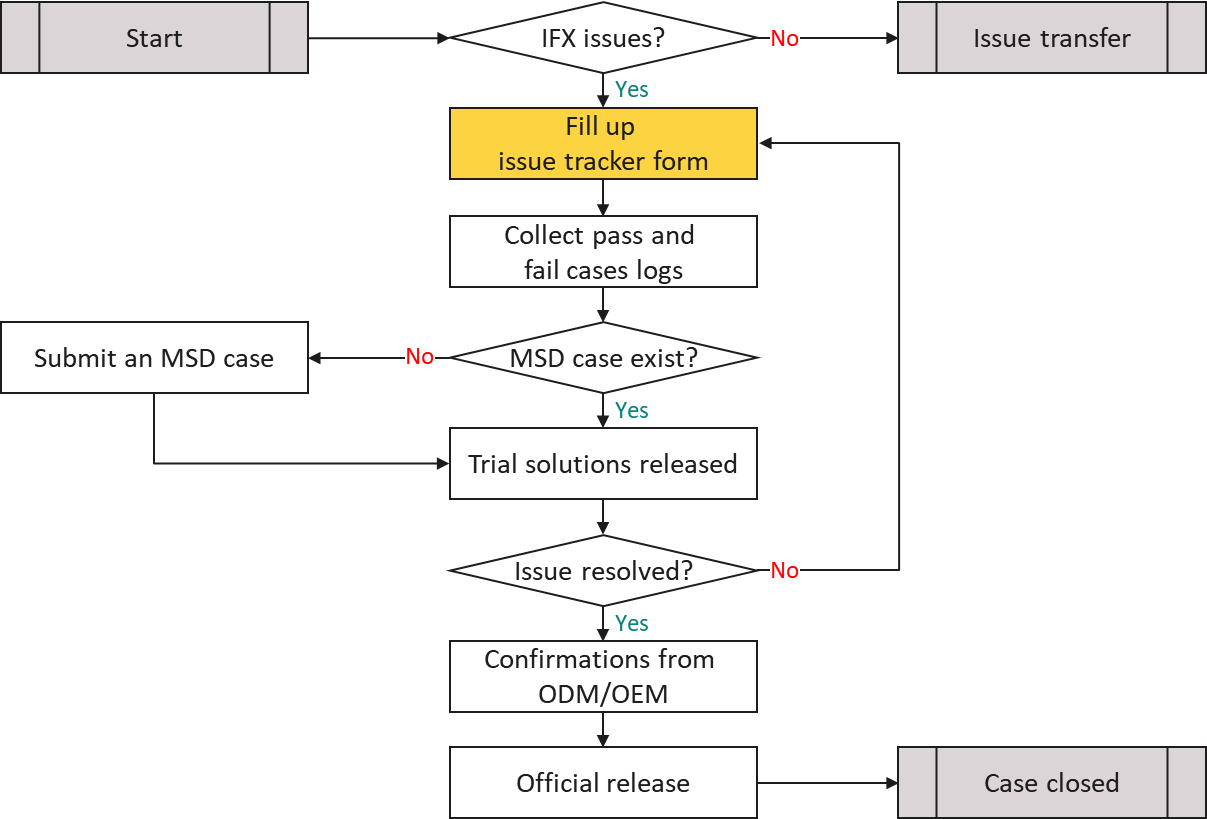 Start
IFX issues?
No
Issue transfer
Yes
Fill up
issue tracker form
Collect pass and
fail cases logs
Submit an MSD case
No
MSD case exist?
Yes
Trial solutions released
Issue resolved?
No
Yes
Confirmations from
ODM/OEM
Official release
Case closed